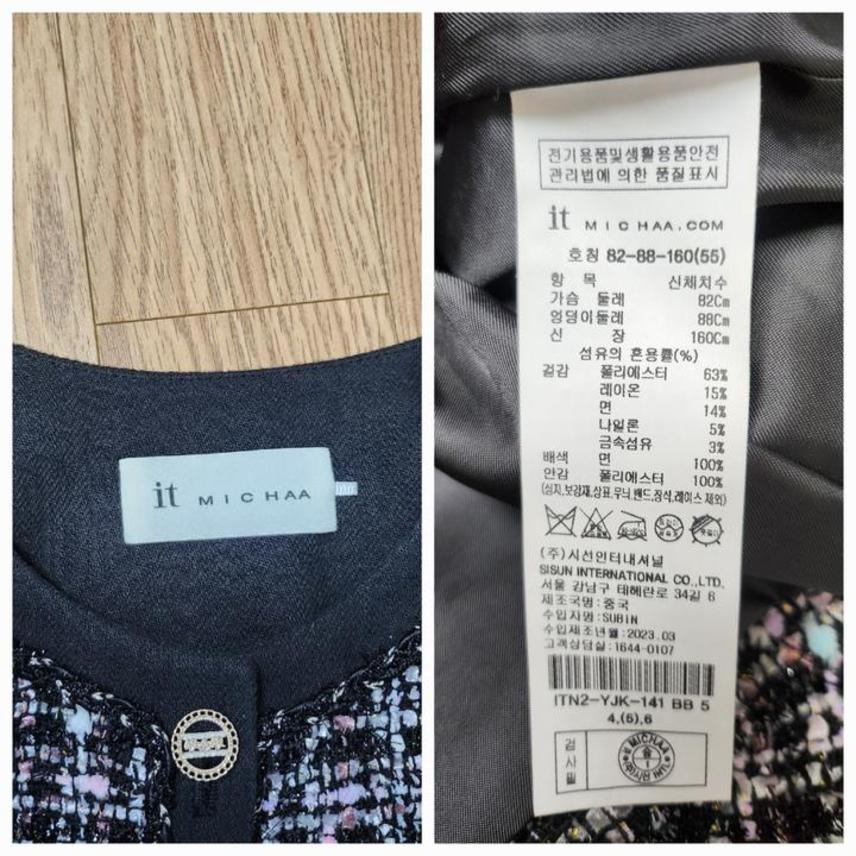 it MICHAA
전기용품및생활용품안전
관리법에 의한 품질표시
it MICHAA.COM
호칭 82-88-160(55)
항 목 신체치수
가슴 둘레 82Cm
엉덩이둘레 88Cm
신 장 160Cm
섬유의 혼용률(%)
겉감 폴리에스터 63%
레이온 15%
면 14%
나일론 5%
금속섬유 3%
배색 면 100%
안감 폴리에스터 100%
(심지,보강재,상표,무늬,밴드,장식,레이스 제외)
(주)시선인터내셔널
SISUN INTERNATIONAL CO.,LTD.
서울 강남구 테헤란로 34길 6
제조국명:중국
수입자명:SUBIN
수입제조년월:2023.03
고객상담실:1644-0107
ITN2-YJK-141 BB 5
4,(5),6
검사필
MICHAA